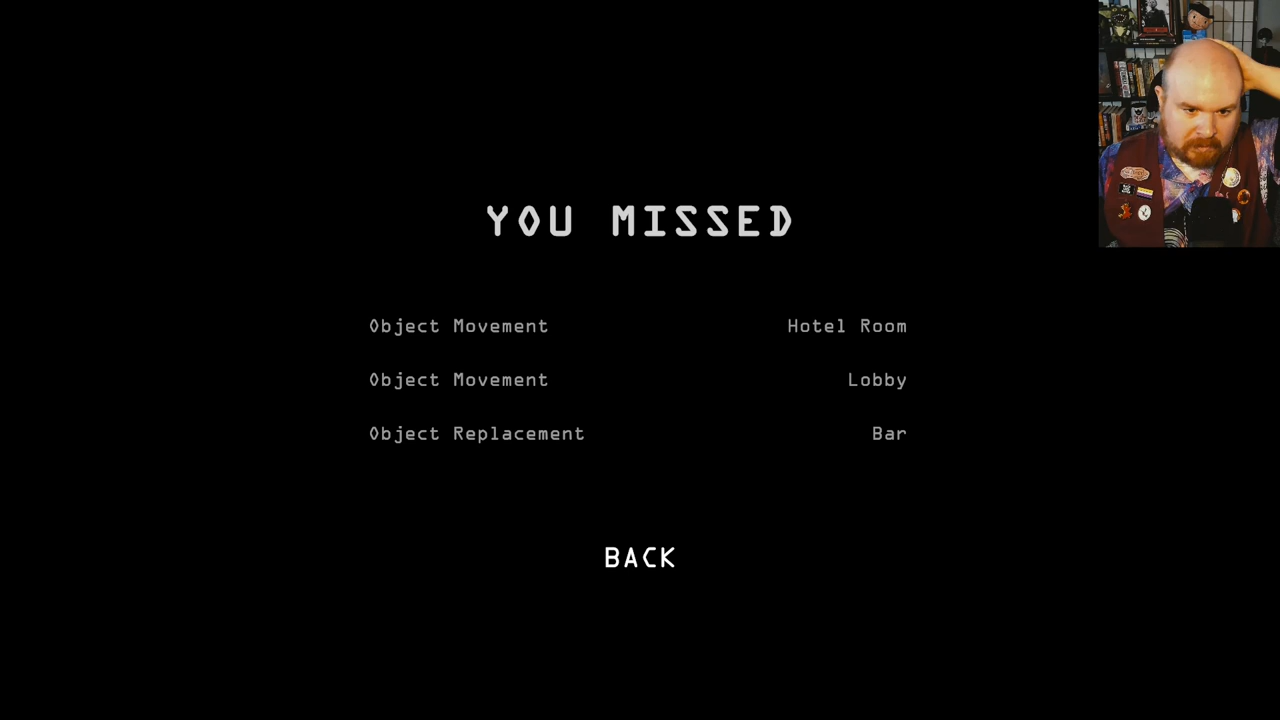 YOU MISSED
Object Movement Hotel Room
Object Movement Lobby
Object Replacement Bar
BACK